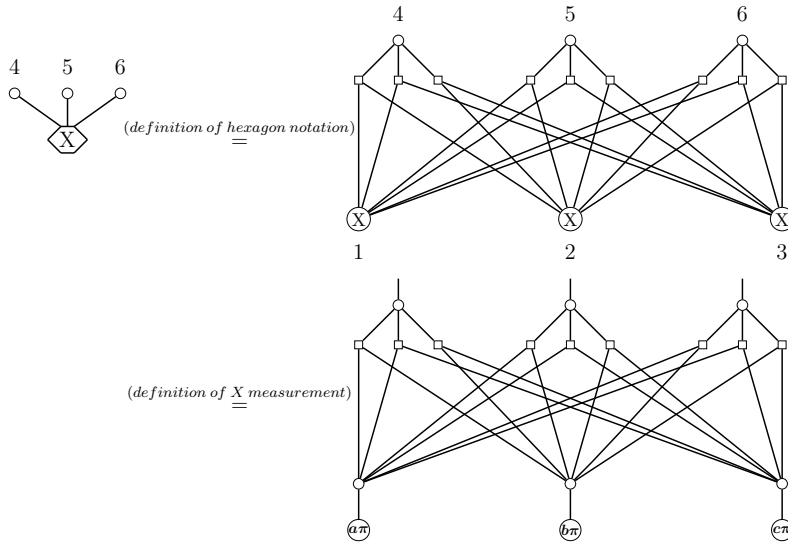 4 5 6
4 5 6
X
(definition of hexagon notation)
=
X X X
1 2 3
(definition of X measurement)
=
aπ bπ cπ